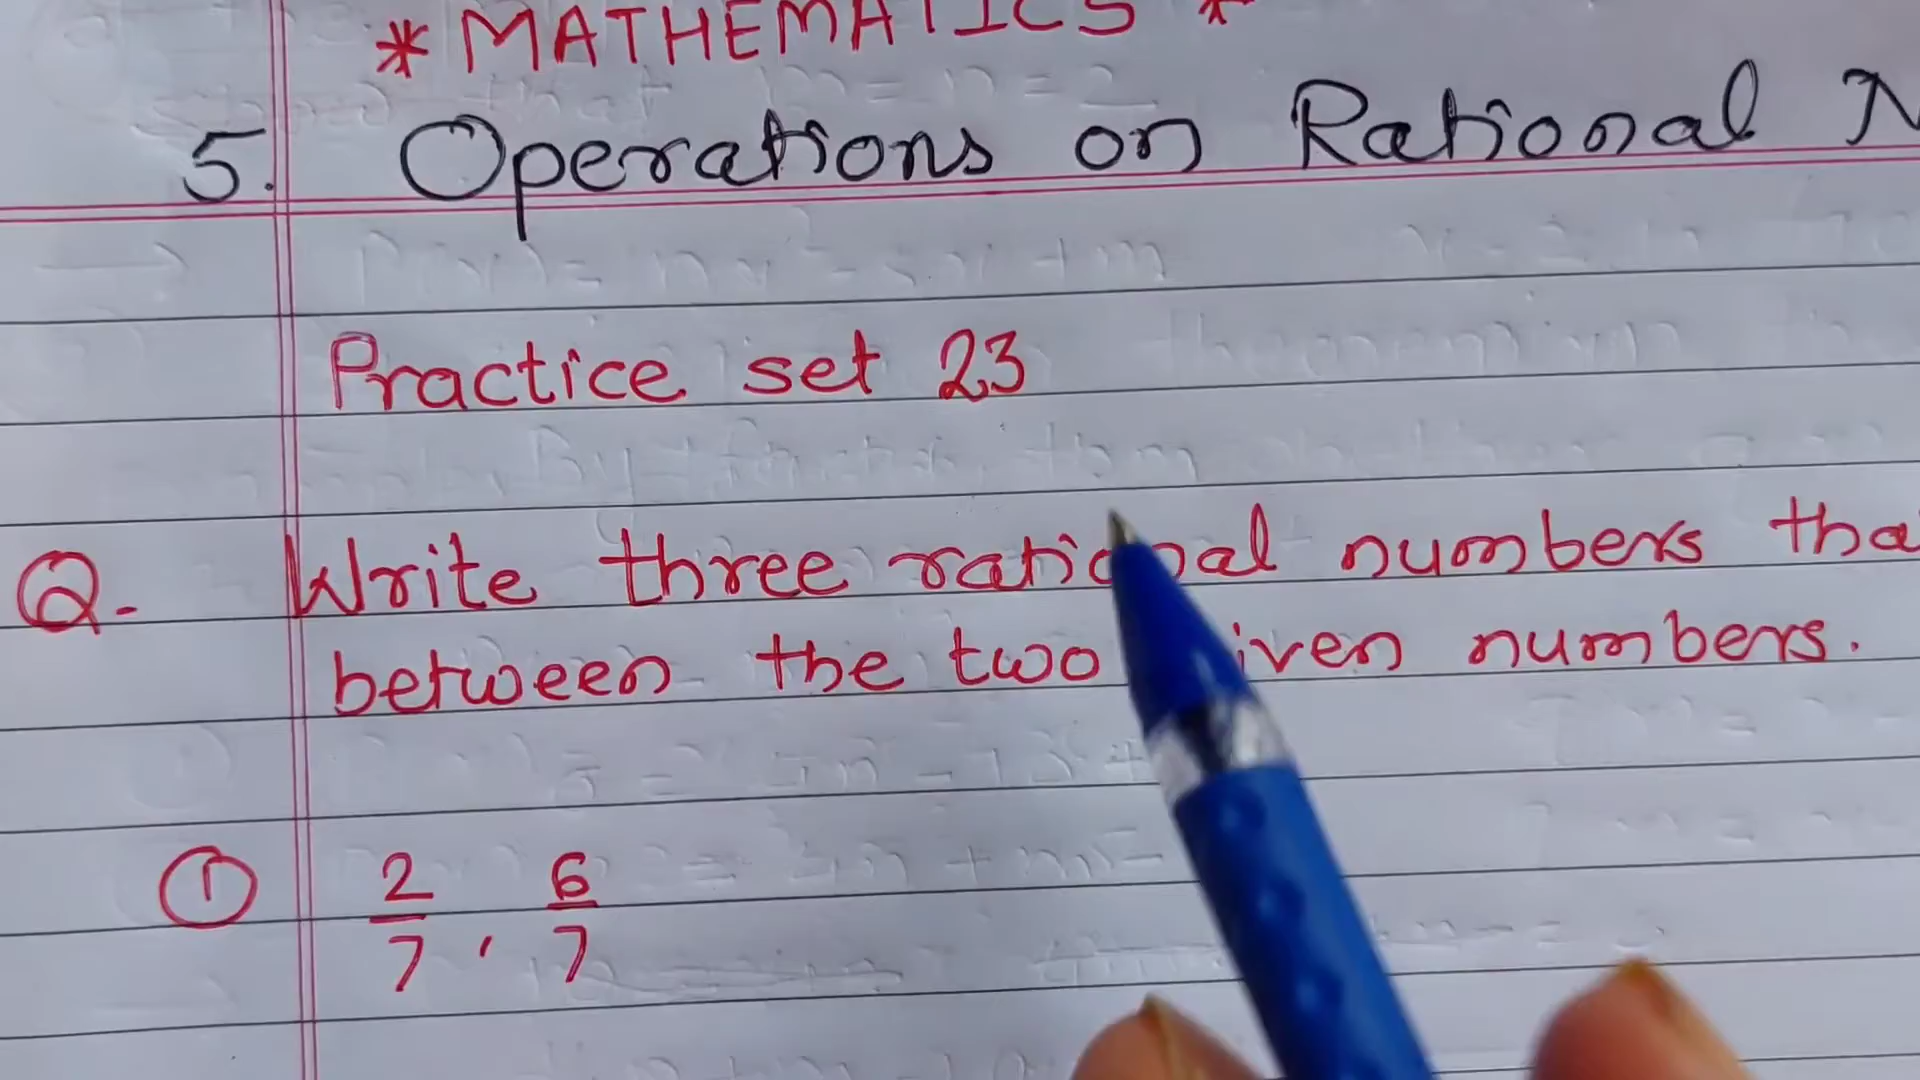 * MATHEMATICS *
5. Operations on Rational N
Practice set 23
Q. Write three rational numbers tha
between the two given numbers.
① 2/7, 6/7